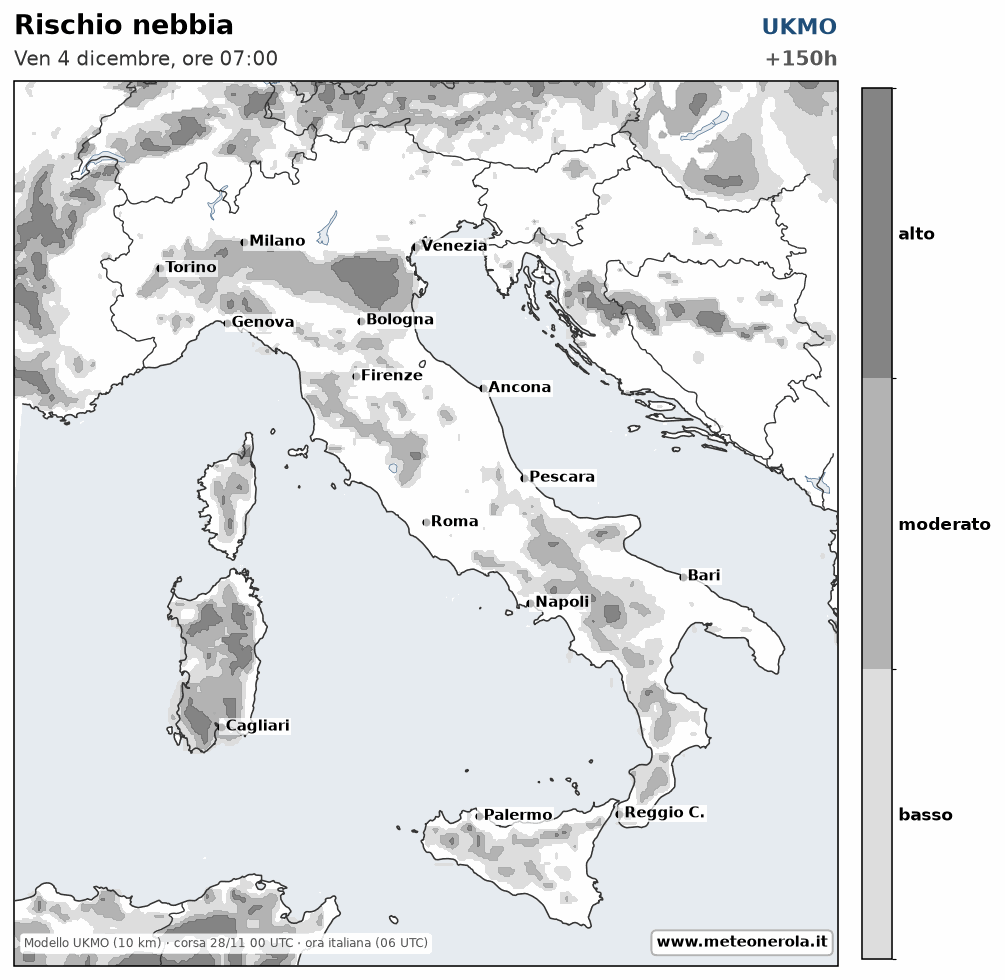 Rischio nebbia
UKMO
Ven 4 dicembre, ore 07:00
+150h
Milano
Venezia
Torino
Genova
Bologna
Firenze
Ancona
Pescara
Roma
Bari
Napoli
Cagliari
Palermo
Reggio C.
alto
moderato
basso
Modello UKMO (10 km) · corsa 28/11 00 UTC · ora italiana (06 UTC)
www.meteonerola.it